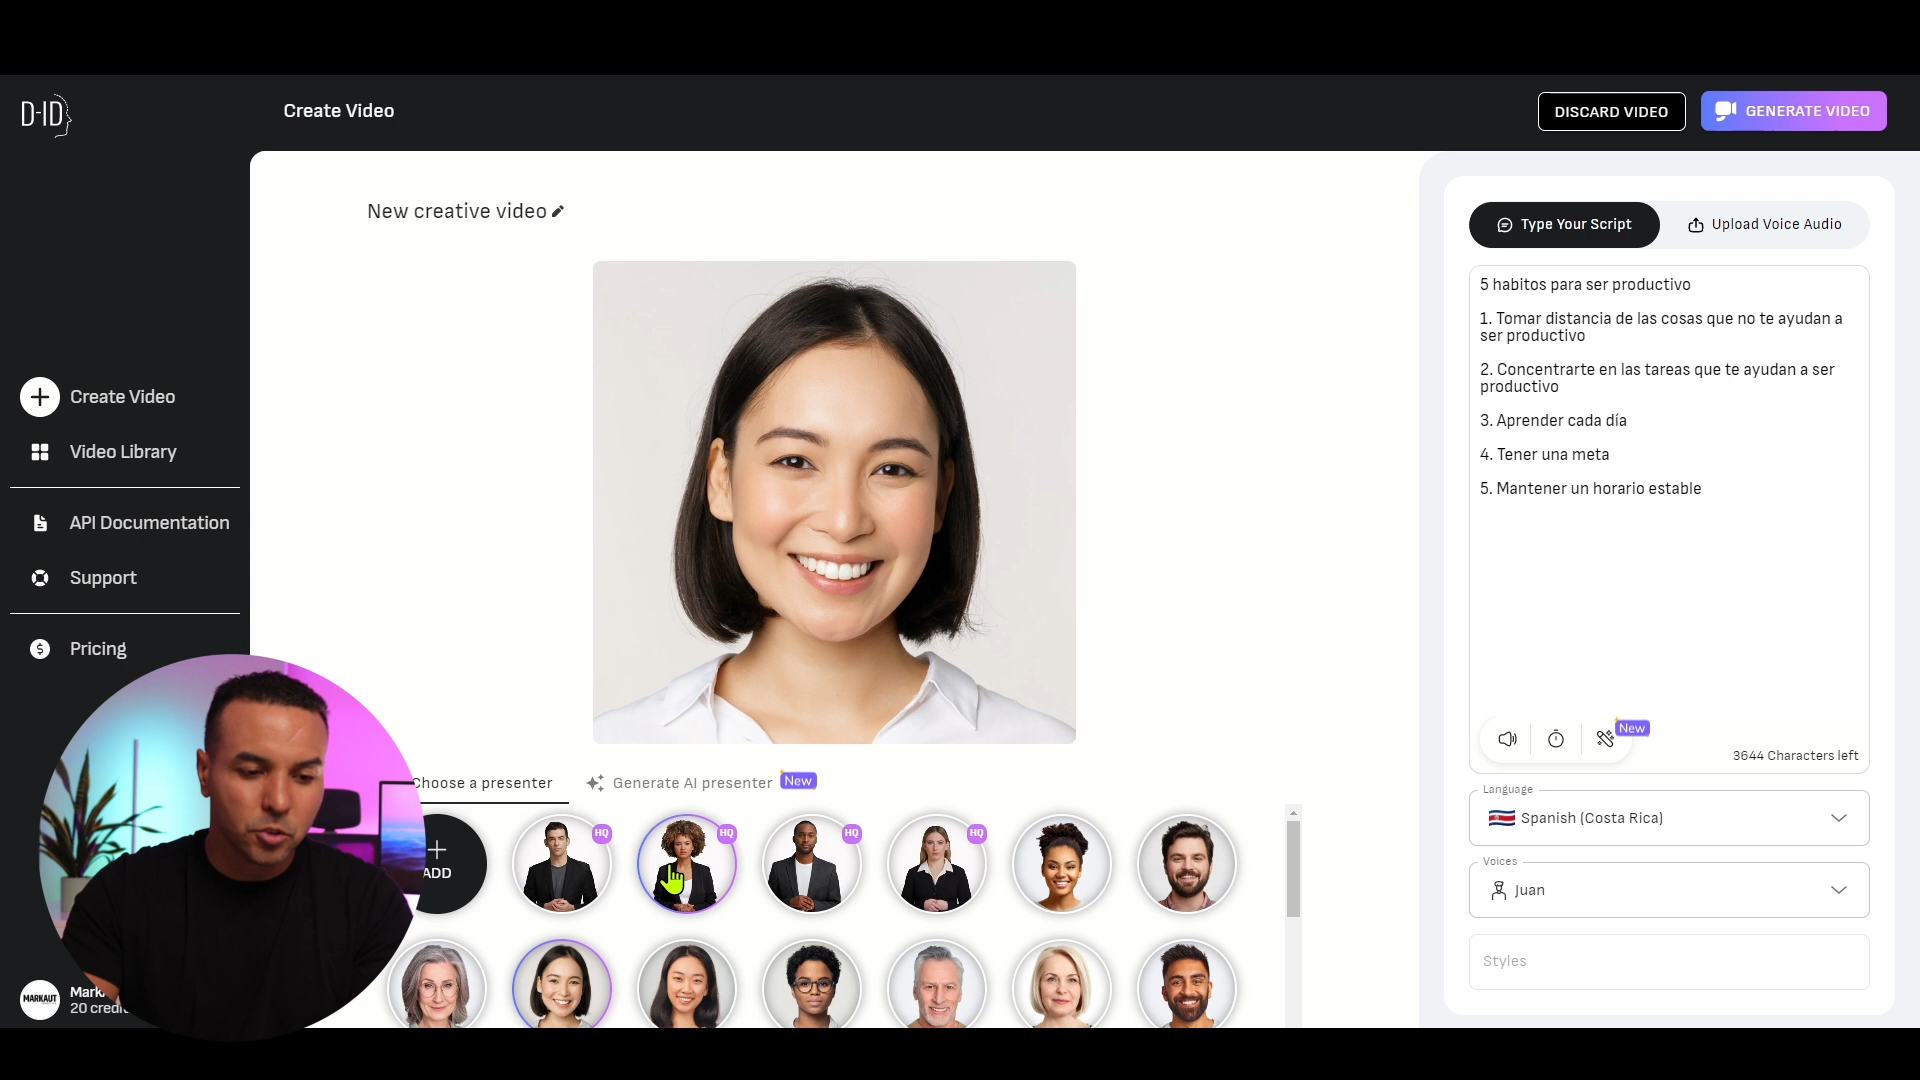 D-ID
Create Video
DISCARD VIDEO
GENERATE VIDEO
New creative video
Type Your Script
Upload Voice Audio
5 habitos para ser productivo
1. Tomar distancia de las cosas que no te ayudan a
ser productivo
2. Concentrarte en las tareas que te ayudan a ser
productivo
3. Aprender cada día
4. Tener una meta
5. Mantener un horario estable
New
3644 Characters left
Language
Spanish (Costa Rica)
Voices
Juan
Styles
Create Video
Video Library
API Documentation
Support
Pricing
Choose a presenter
Generate AI presenter
New
ADD
HQ
HQ
HQ
HQ
MARKAUT
20